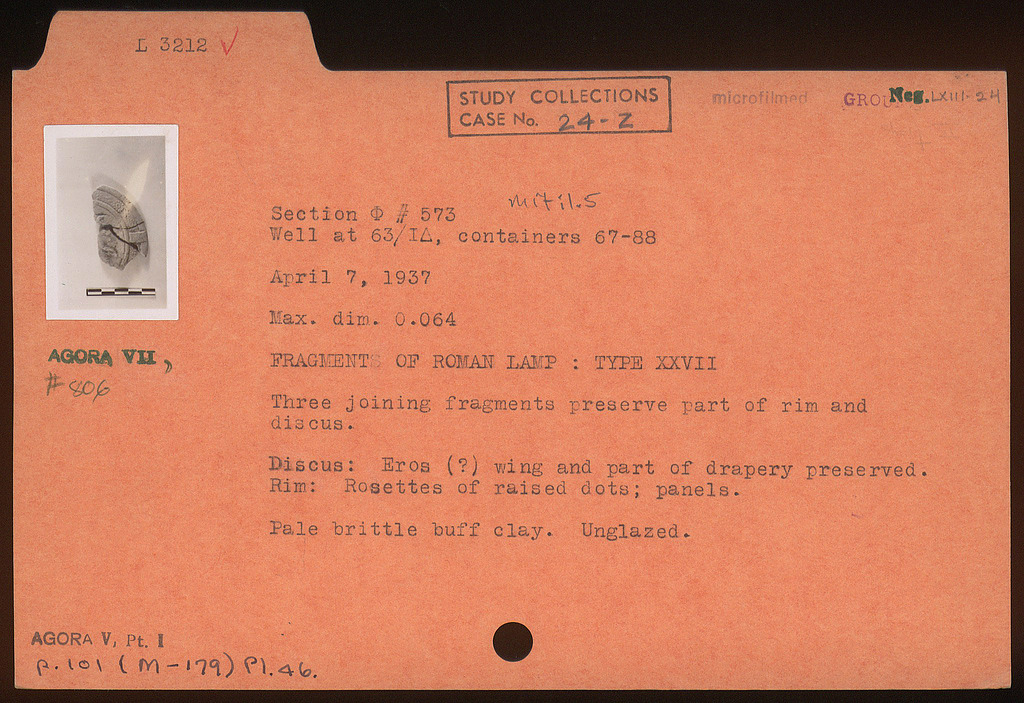 L 3212 ✓
STUDY COLLECTIONS
CASE No. 24-Z
microfilmed
Neg. LXIII-24
Section Φ # 573
Well at 63/ΙΔ, containers 67-88
April 7, 1937
Max. dim. 0.064
AGORA VII,
# 806
FRAGMENTS OF ROMAN LAMP : TYPE XXVII
Three joining fragments preserve part of rim and
discus.
Discus: Eros (?) wing and part of drapery preserved.
Rim: Rosettes of raised dots; panels.
Pale brittle buff clay. Unglazed.
AGORA V, Pt. I
p. 101 (M-179) Pl. 46.